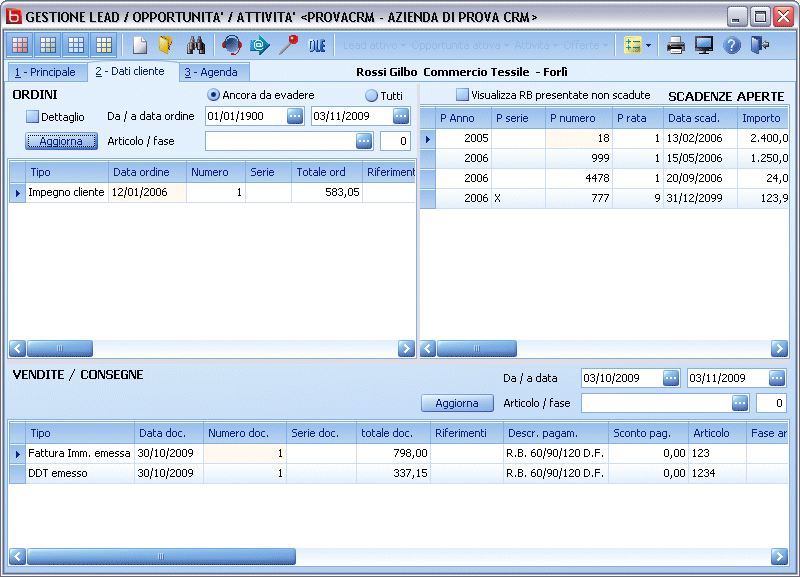 GESTIONE LEAD / OPPORTUNITA' / ATTIVITA' <PROVACRM - AZIENDA DI PROVA CRM>
OLE Lead attivo Opportunità attiva Attività Offerte
1 - Principale 2 - Dati cliente 3 - Agenda Rossi Gilbo Commercio Tessile - Forlì
ORDINI Ancora da evadere Tutti
Dettaglio Da / a data ordine 01/01/1900 03/11/2009
Aggiorna Articolo / fase 0
Tipo Data ordine Numero Serie Totale ord Riferiment
Impegno cliente 12/01/2006 1 583,05
Visualizza RB presentate non scadute SCADENZE APERTE
P Anno P serie P numero P rata Data scad. Importo
2005 18 1 13/02/2006 2.400,0
2006 999 1 15/05/2006 1.250,0
2006 4478 1 20/09/2006 24,0
2006 X 777 9 31/12/2099 123,9
VENDITE / CONSEGNE
Da / a data 03/10/2009 03/11/2009
Aggiorna Articolo / fase 0
Tipo Data doc. Numero doc. Serie doc. totale doc. Riferimenti Descr. pagam. Sconto pag. Articolo Fase ar
Fattura Imm. emessa 30/10/2009 1 798,00 R.B. 60/90/120 D.F. 0,00 123
DDT emesso 30/10/2009 1 337,15 R.B. 60/90/120 D.F. 0,00 1234